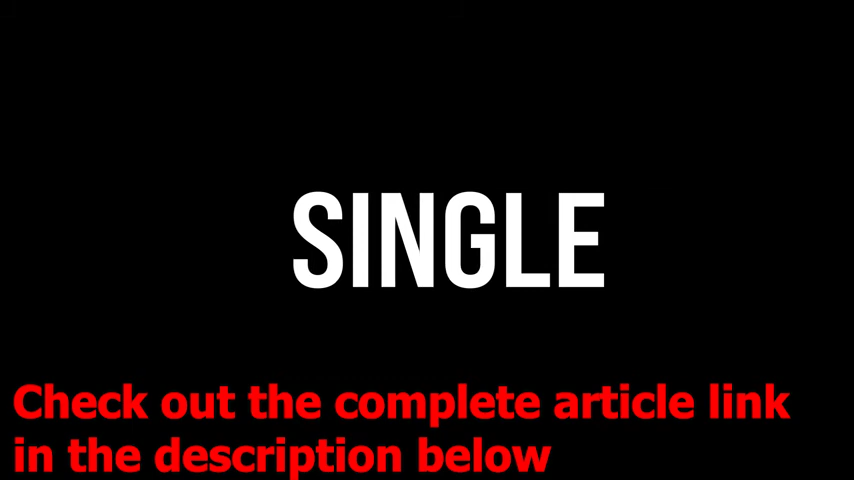 SINGLE
Check out the complete article link
in the description below